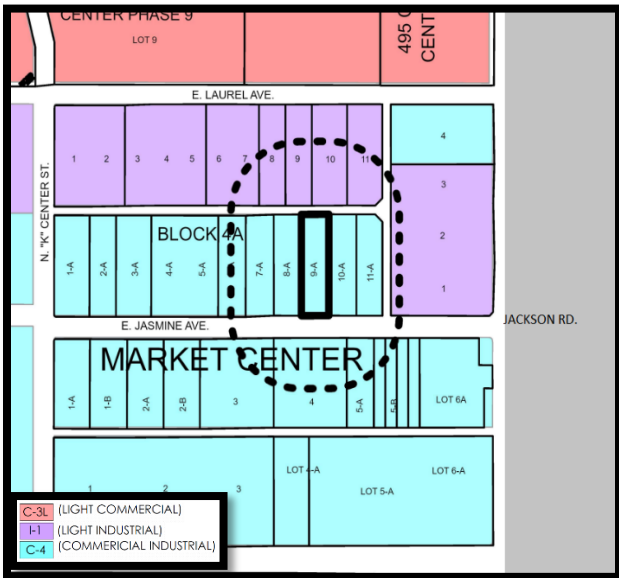 CENTER PHASE 9
LOT 9
495 C
CENT
E. LAUREL AVE.
N. "K" CENTER ST.
1 2 3 4 5 6 7 8 9 10 11
4
3
2
1
BLOCK 4A
1-A 2-A 3-A 4-A 5-A 7-A 8-A 9-A 10-A 11-A
E. JASMINE AVE.
JACKSON RD.
MARKET CENTER
1-A 1-B 2-A 2-B 3 4 5-A 5-B LOT 6A
1 2 3 LOT 4-A LOT 5-A LOT 6-A
C-3L (LIGHT COMMERCIAL)
I-1 (LIGHT INDUSTRIAL)
C-4 (COMMERICIAL INDUSTRIAL)